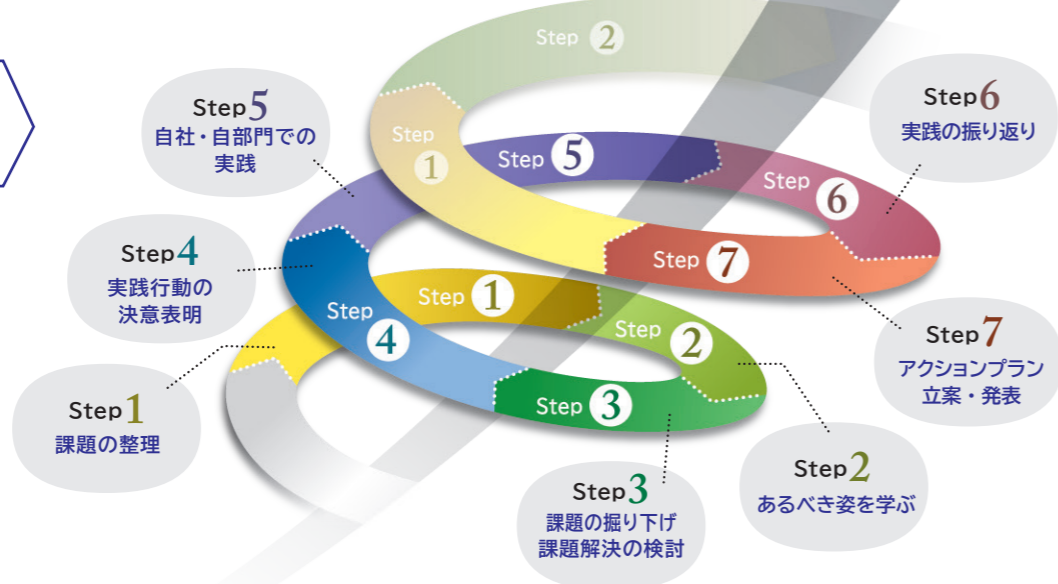 Step 2
Step 1
Step 5
Step 6
Step 7
Step 4
Step 1
Step 2
Step 3
Step5
自社・自部門での
実践
Step6
実践の振り返り
Step4
実践行動の
決意表明
Step7
アクションプラン
立案・発表
Step1
課題の整理
Step2
あるべき姿を学ぶ
Step3
課題の掘り下げ
課題解決の検討